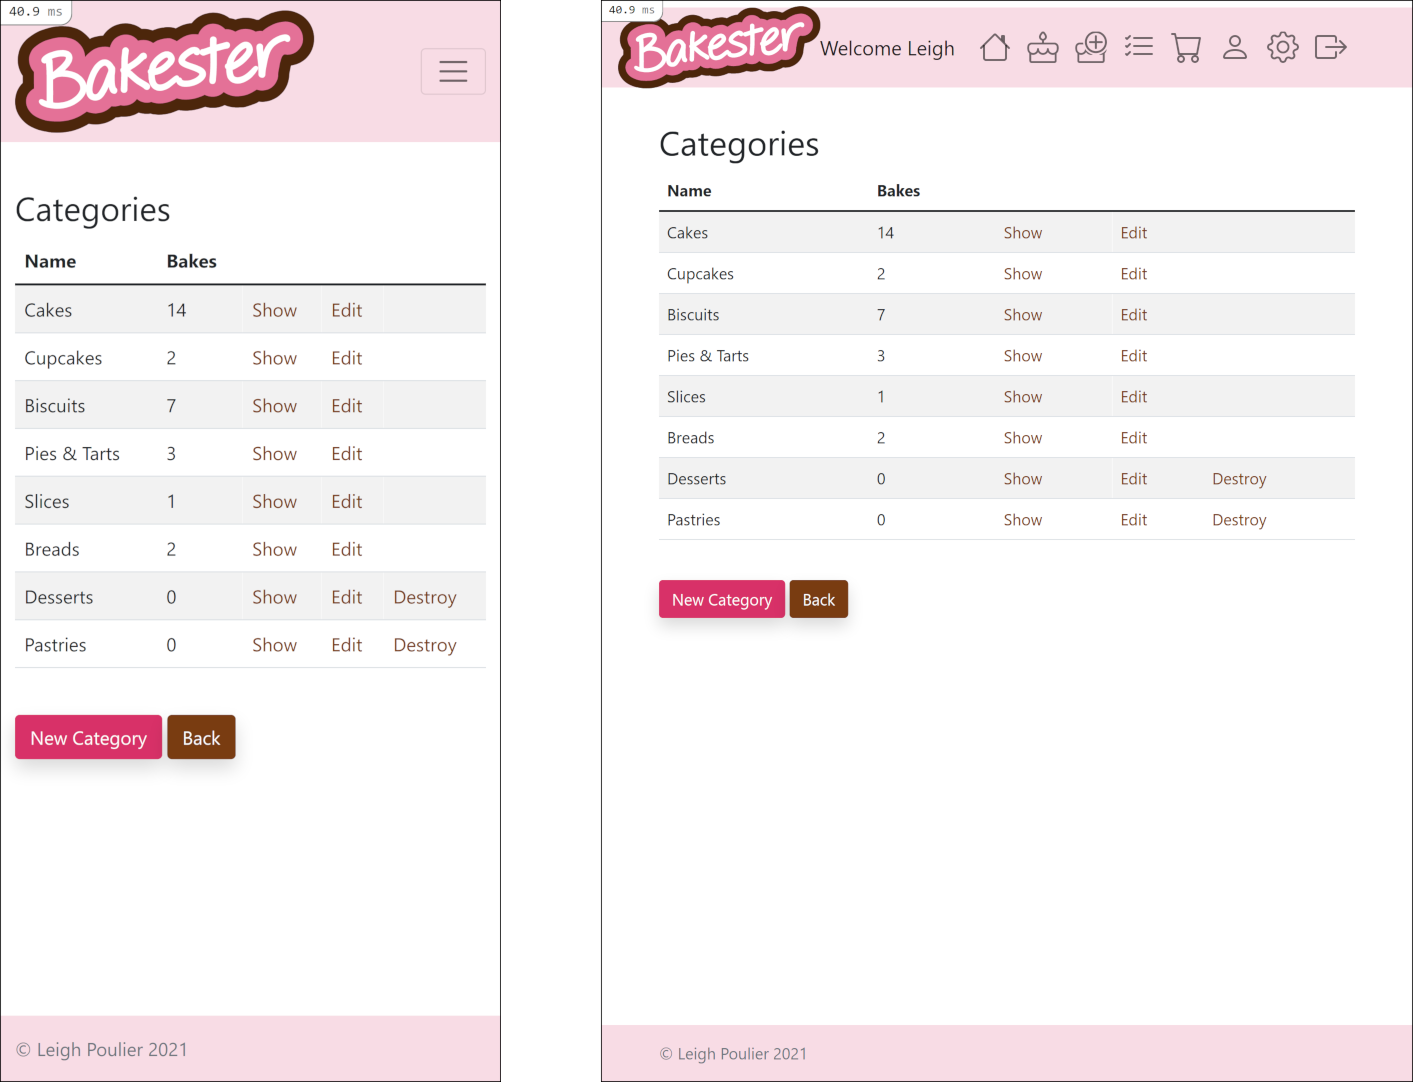 40.9 ms
Bakester
Categories
Name Bakes
Cakes 14 Show Edit
Cupcakes 2 Show Edit
Biscuits 7 Show Edit
Pies & Tarts 3 Show Edit
Slices 1 Show Edit
Breads 2 Show Edit
Desserts 0 Show Edit Destroy
Pastries 0 Show Edit Destroy
New Category Back
© Leigh Poulier 2021
40.9 ms
Bakester Welcome Leigh
Categories
Name Bakes
Cakes 14 Show Edit
Cupcakes 2 Show Edit
Biscuits 7 Show Edit
Pies & Tarts 3 Show Edit
Slices 1 Show Edit
Breads 2 Show Edit
Desserts 0 Show Edit Destroy
Pastries 0 Show Edit Destroy
New Category Back
© Leigh Poulier 2021